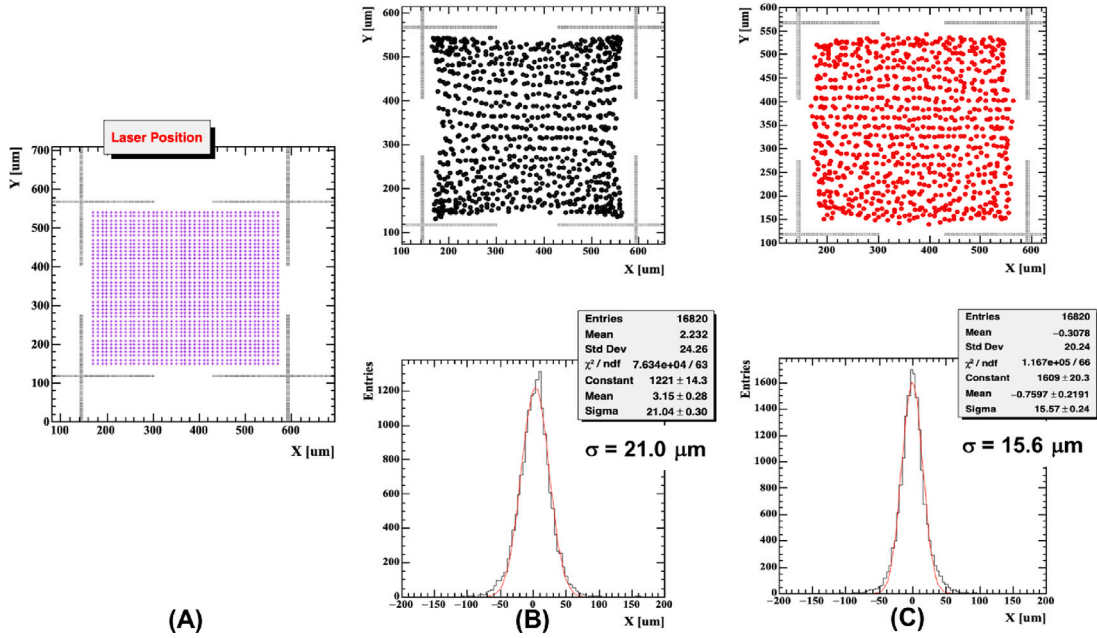 Laser Position
Y [um]
700
600
500
400
300
200
100
0
100 200 300 400 500 600
X [um]
(A)
Y [um]
600
550
500
450
400
350
300
250
200
150
100
200 300 400 500 600
X [um]
Y [um]
600
550
500
450
400
350
300
250
200
150
100
200 300 400 500 600
X [um]
Entries 16820
Mean 2.232
Std Dev 24.26
χ² / ndf 7.634e+04 / 63
Constant 1221 ± 14.3
Mean 3.15 ± 0.28
Sigma 21.04 ± 0.30
σ = 21.0 μm
Entries
1200
1000
800
600
400
200
0
−200 −150 −100 −50 0 50 100 150 200
X [um]
(B)
Entries 16820
Mean −0.3078
Std Dev 20.24
χ² / ndf 1.167e+05 / 66
Constant 1609 ± 20.3
Mean −0.7597 ± 0.2191
Sigma 15.57 ± 0.24
σ = 15.6 μm
Entries
1600
1400
1200
1000
800
600
400
200
0
−200 −150 −100 −50 0 50 100 150 200
X [um]
(C)